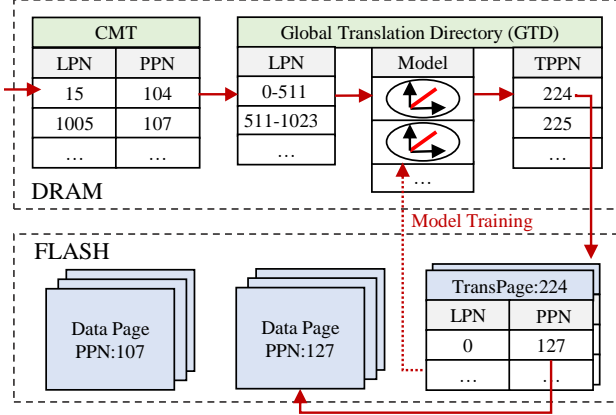 CMT
LPN PPN
15 104
1005 107
… …
Global Translation Directory (GTD)
LPN Model TPPN
0-511 224
511-1023 225
… … …
DRAM
Model Training
FLASH
Data Page
PPN:107
Data Page
PPN:127
TransPage:224
LPN PPN
0 127
… …